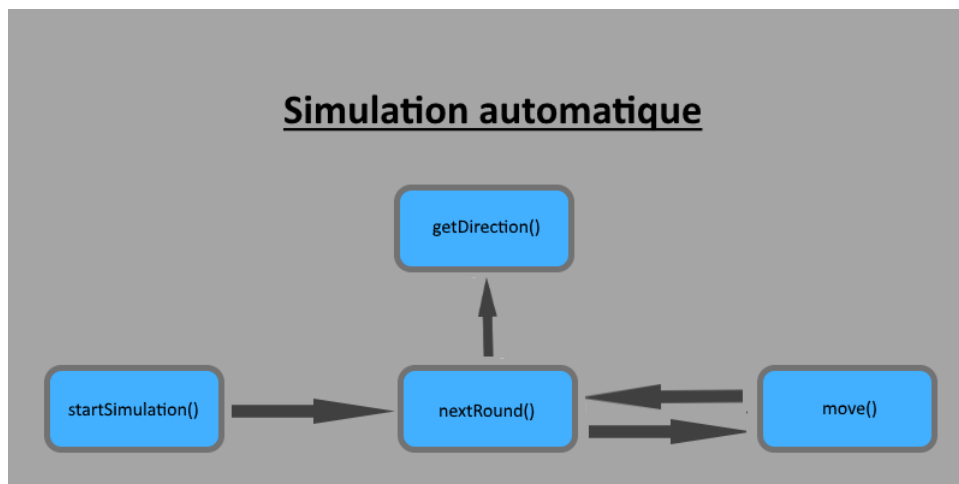 Simulation automatique
getDirection()
startSimulation()
nextRound()
move()